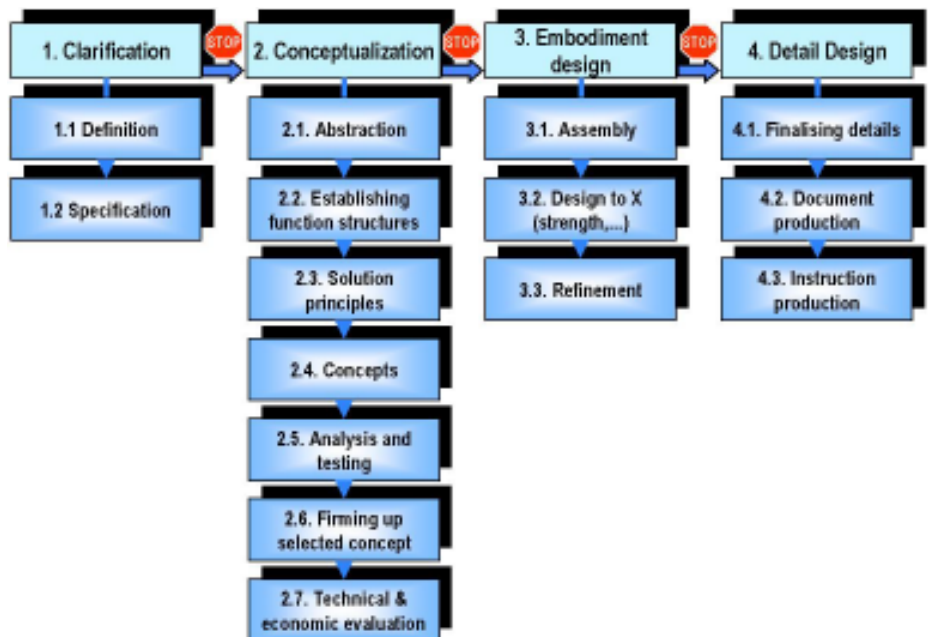 1. Clarification
STOP
2. Conceptualization
STOP
3. Embodiment
design
STOP
4. Detail Design
1.1 Definition
1.2 Specification
2.1. Abstraction
2.2. Establishing
function structures
2.3. Solution
principles
2.4. Concepts
2.5. Analysis and
testing
2.6. Firming up
selected concept
2.7. Technical &
economic evaluation
3.1. Assembly
3.2. Design to X
(strength,...)
3.3. Refinement
4.1. Finalising details
4.2. Document
production
4.3. Instruction
production